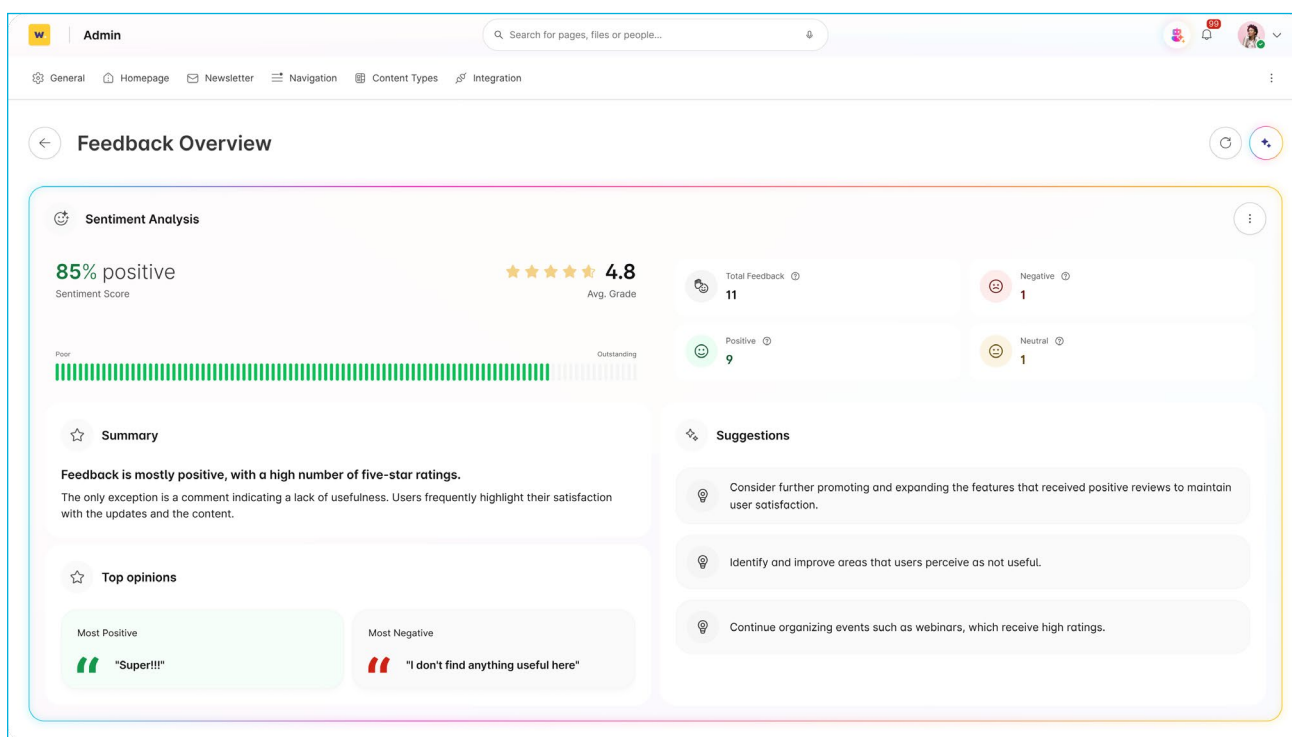 w
Admin
Search for pages, files or people...
99
General
Homepage
Newsletter
Navigation
Content Types
Integration
Feedback Overview
Sentiment Analysis
85% positive
Sentiment Score
4.8
Avg. Grade
Poor
Outstanding
Total Feedback
11
Negative
1
Positive
9
Neutral
1
Summary
Feedback is mostly positive, with a high number of five-star ratings.
The only exception is a comment indicating a lack of usefulness. Users frequently highlight their satisfaction
with the updates and the content.
Top opinions
Most Positive
"Super!!!"
Most Negative
"I don't find anything useful here"
Suggestions
Consider further promoting and expanding the features that received positive reviews to maintain
user satisfaction.
Identify and improve areas that users perceive as not useful.
Continue organizing events such as webinars, which receive high ratings.